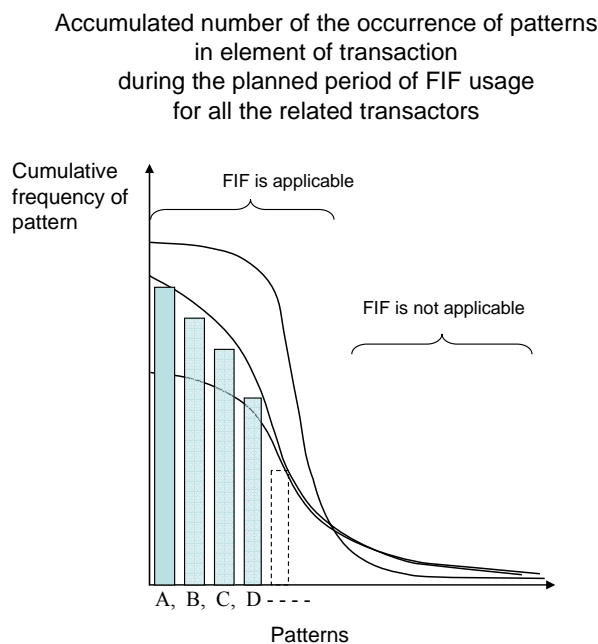 Accumulated number of the occurrence of patterns
in element of transaction
during the planned period of FIF usage
for all the related transactors
Cumulative
frequency of
pattern
FIF is applicable
FIF is not applicable
A, B, C, D - - - -
Patterns